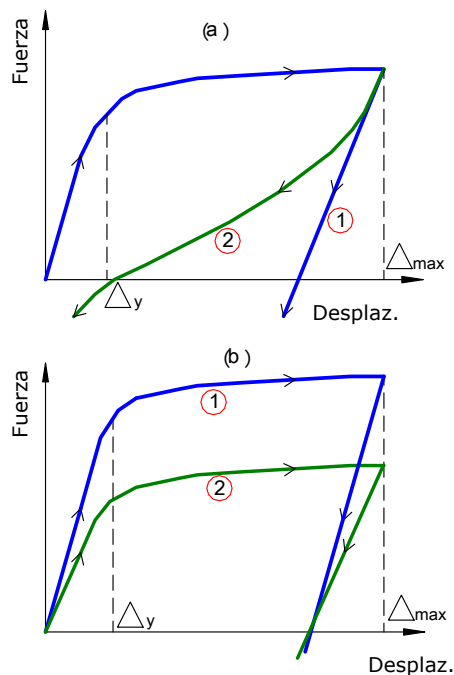 (a)
Fuerza
1
2
Δy
Δmax
Desplaz.
(b)
Fuerza
1
2
Δy
Δmax
Desplaz.